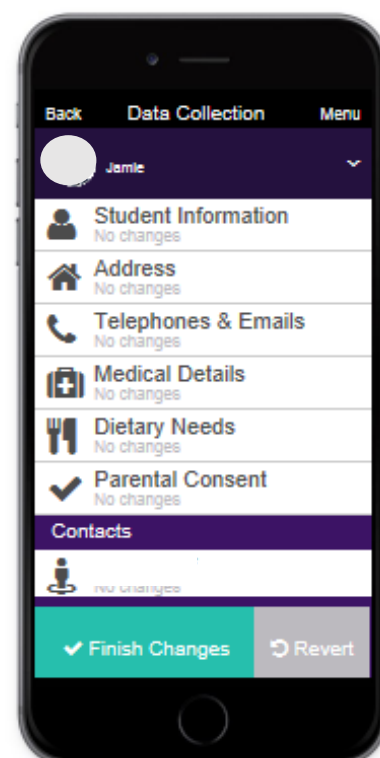 Back Data Collection Menu
Jamie
Student Information
No changes
Address
No changes
Telephones & Emails
No changes
Medical Details
No changes
Dietary Needs
No changes
Parental Consent
No changes
Contacts
No changes
Finish Changes Revert